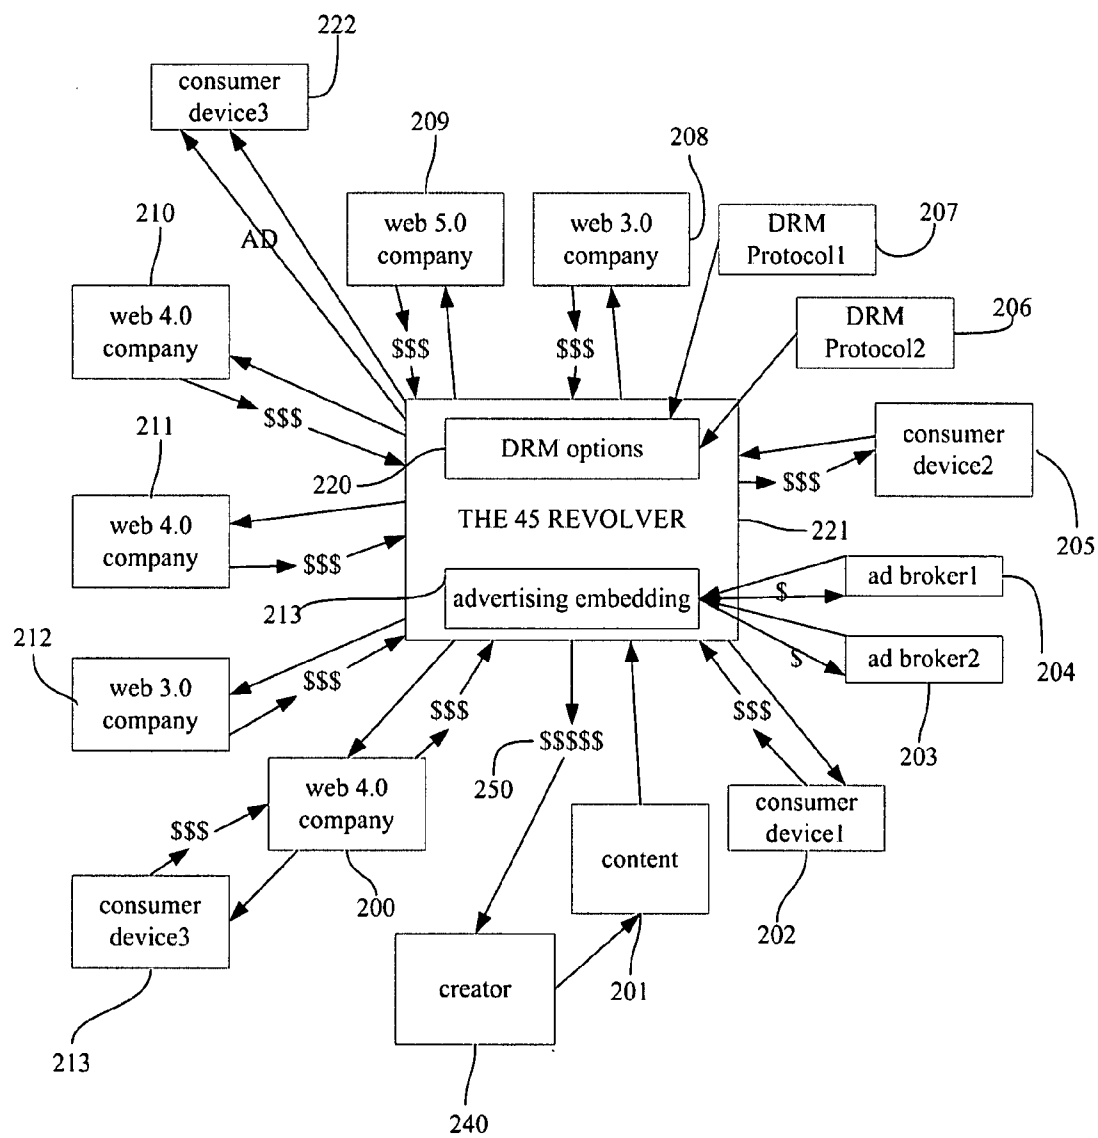 222
consumer
device3
209
208
210
web 5.0
company
web 3.0
company
DRM
Protocol1
207
AD
web 4.0
company
$$$
$$$
DRM
Protocol2
206
$$$
211
DRM options
consumer
device2
220
$$$
web 4.0
company
THE 45 REVOLVER
221
205
$$$
213
advertising embedding
$
ad broker1
212
$
ad broker2
204
web 3.0
company
$$$
$$$
$$$
203
$$$$$
250
web 4.0
company
consumer
device1
$$$
content
200
202
consumer
device3
creator
201
213
240